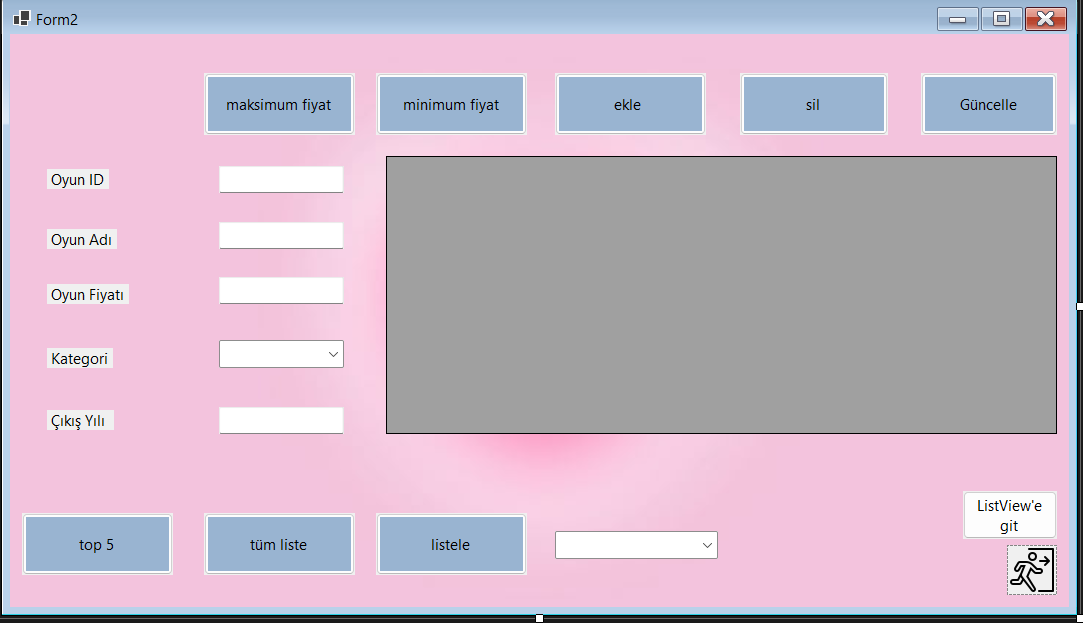 Form2
maksimum fiyat
minimum fiyat
ekle
sil
Güncelle
Oyun ID
Oyun Adı
Oyun Fiyatı
Kategori
Çıkış Yılı
ListView'e
git
top 5
tüm liste
listele